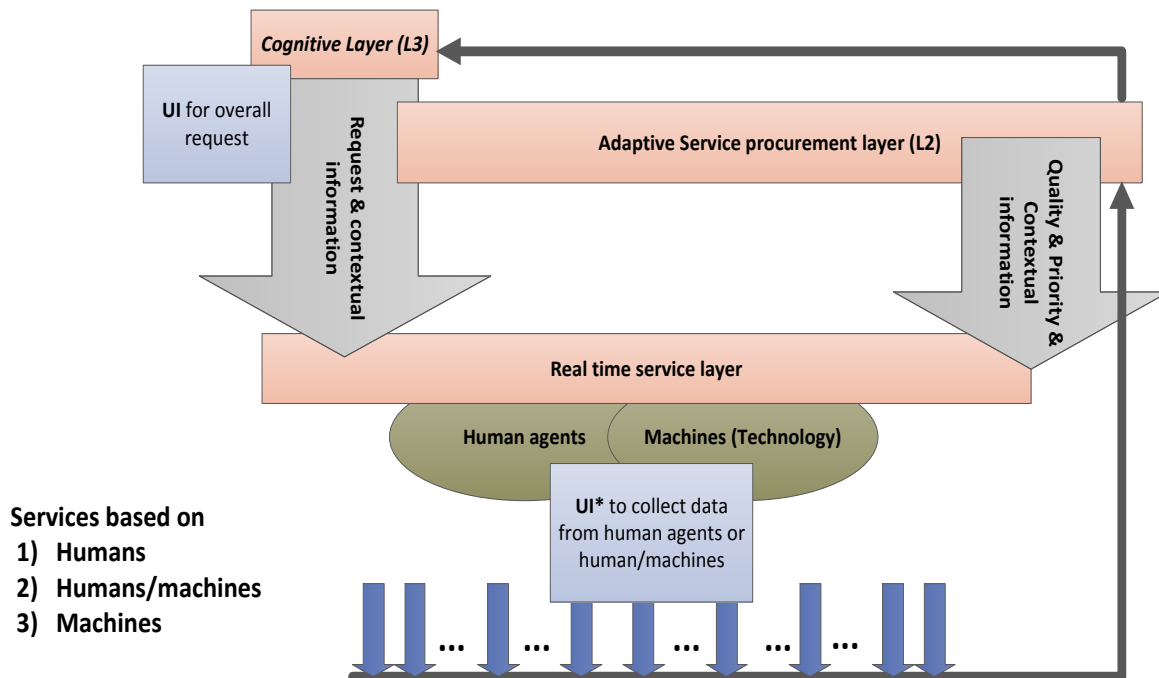 Cognitive Layer (L3)
UI for overall
request
Request & contextual
information
Adaptive Service procurement layer (L2)
Quality & Priority &
Contextual
information
Real time service layer
Human agents
Machines (Technology)
UI* to collect data
from human agents or
human/machines
Services based on
1) Humans
2) Humans/machines
3) Machines
... ... ... ... ...